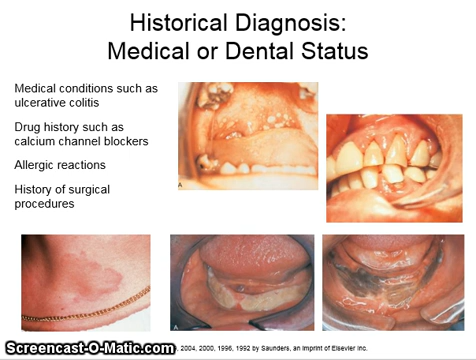 Historical Diagnosis:
Medical or Dental Status
Medical conditions such as
ulcerative colitis
Drug history such as
calcium channel blockers
Allergic reactions
History of surgical
procedures
A
A
2004, 2000, 1996, 1992 by Saunders, an Imprint of Elsevier Inc.
Screencast-O-Matic.com